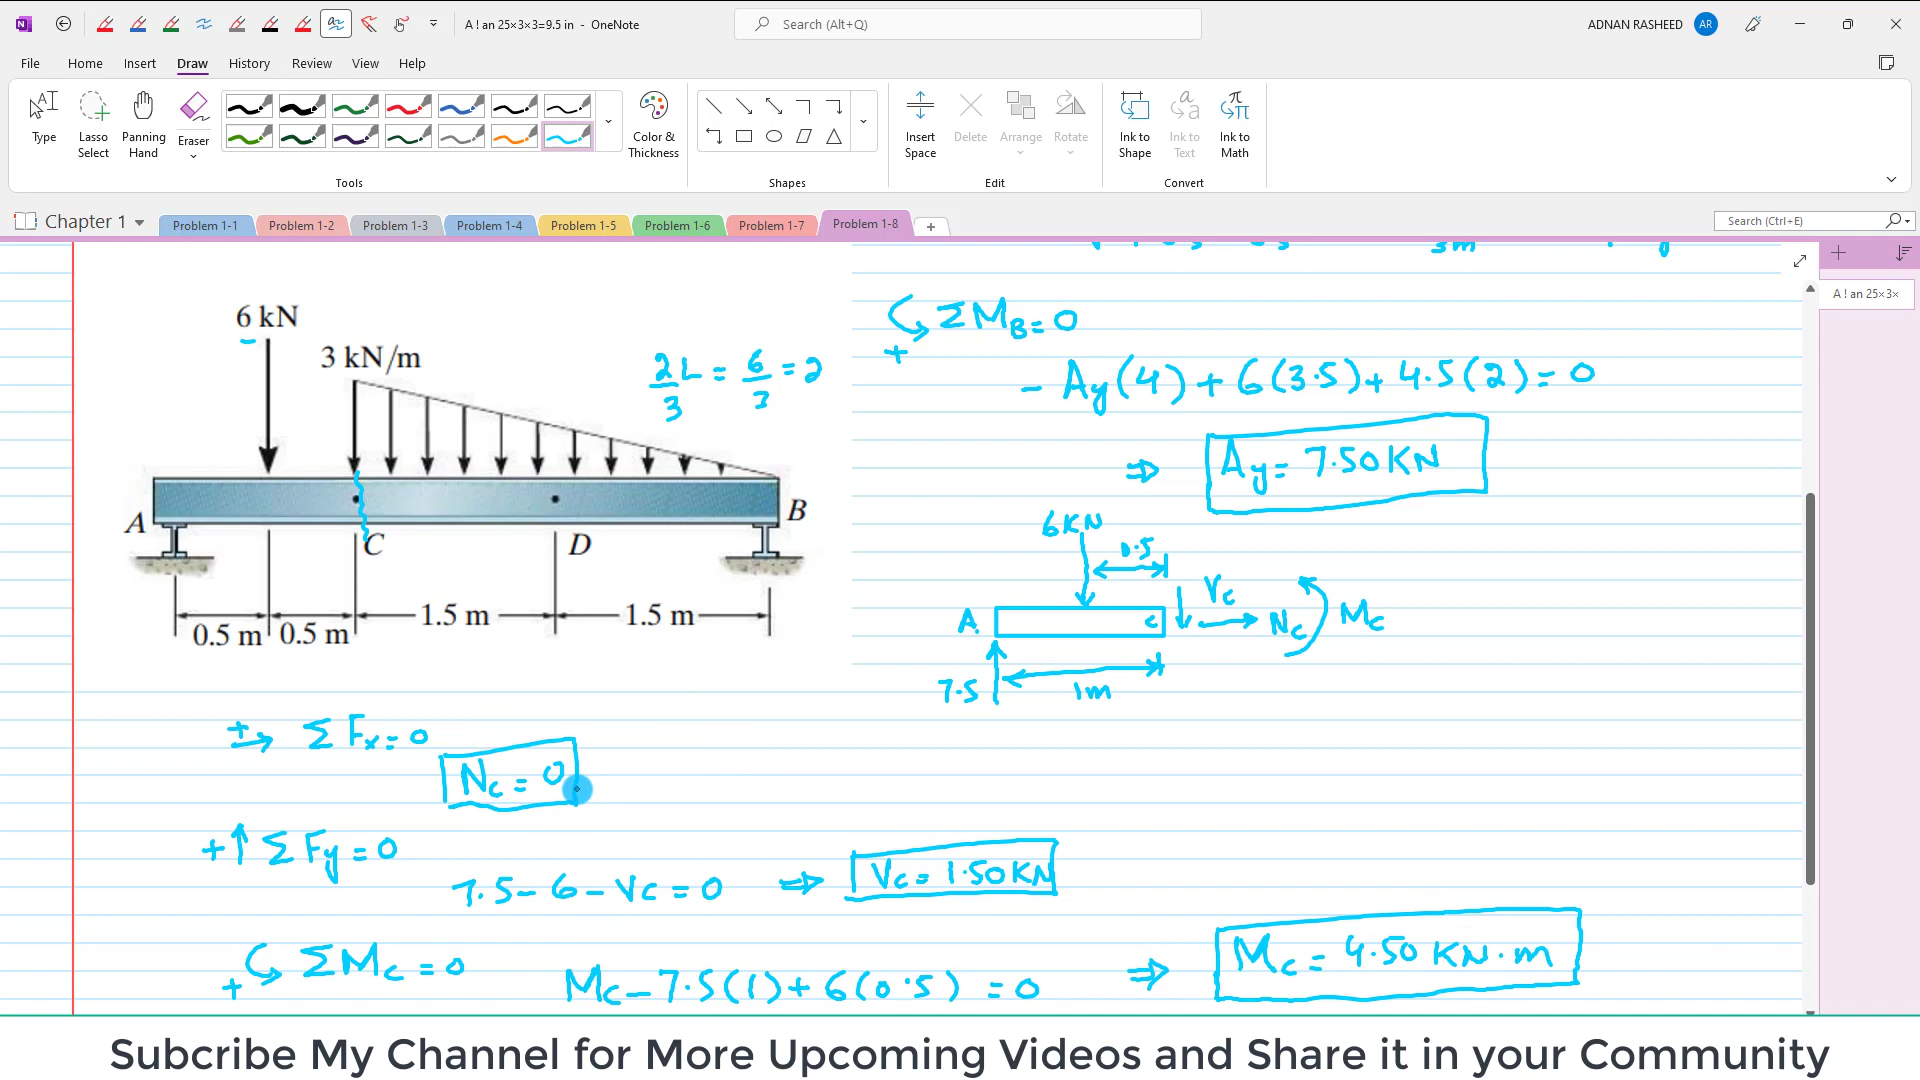 A ! an 25×3×3=9.5 in - OneNote
Search (Alt+Q)
ADNAN RASHEED
AR
File Home Insert Draw History Review View Help
Type
Lasso Select
Panning Hand
Eraser
Color & Thickness
Insert Space
Delete
Arrange
Rotate
Ink to Shape
Ink to Text
Ink to Math
Tools
Shapes
Edit
Convert
Chapter 1
Problem 1-1
Problem 1-2
Problem 1-3
Problem 1-4
Problem 1-5
Problem 1-6
Problem 1-7
Problem 1-8
Search (Ctrl+E)
A ! an 25×3×
3m
6 kN
3 kN/m
2L/3 = 6/3 = 2
A
B
C
D
0.5 m
0.5 m
1.5 m
1.5 m
+ ΣMB = 0
- Ay(4) + 6(3.5) + 4.5(2) = 0
⇒ Ay = 7.50 KN
6KN
0.5
Vc
A
c
Nc
Mc
7.5
1m
+→ ΣFx = 0
Nc = 0
+↑ ΣFy = 0
7.5 - 6 - Vc = 0 ⇒ Vc = 1.50 KN
+ ΣMc = 0
Mc - 7.5(1) + 6(0.5) = 0 ⇒ Mc = 4.50 KN.m
Subcribe My Channel for More Upcoming Videos and Share it in your Community